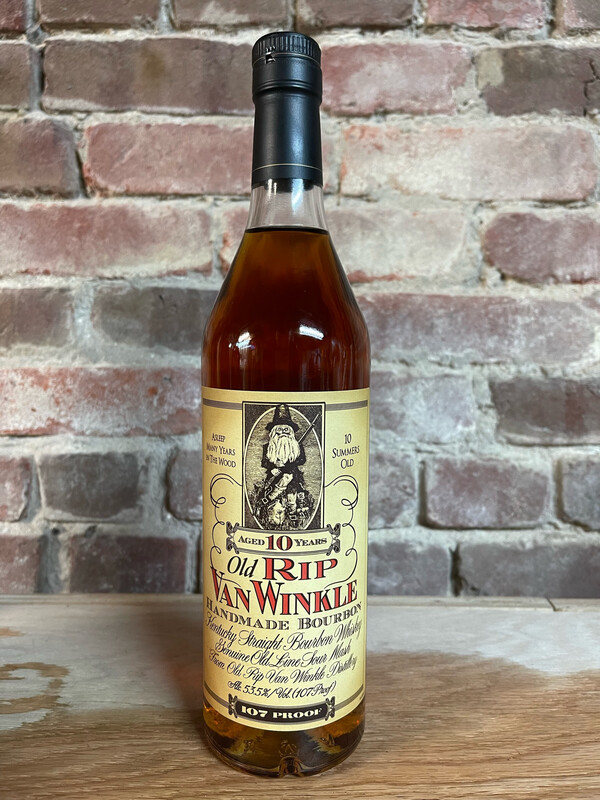 ASLEEP
MANY YEARS
IN THE WOOD
10
SUMMERS
OLD
AGED 10 YEARS
Old RIP
VAN WINKLE
HANDMADE BOURBON
Kentucky Straight Bourbon Whiskey
Genuine Old-Line Sour Mash
From Old Rip Van Winkle Distillery
Alc. 53.5% / Vol. (107 Proof)
107 PROOF